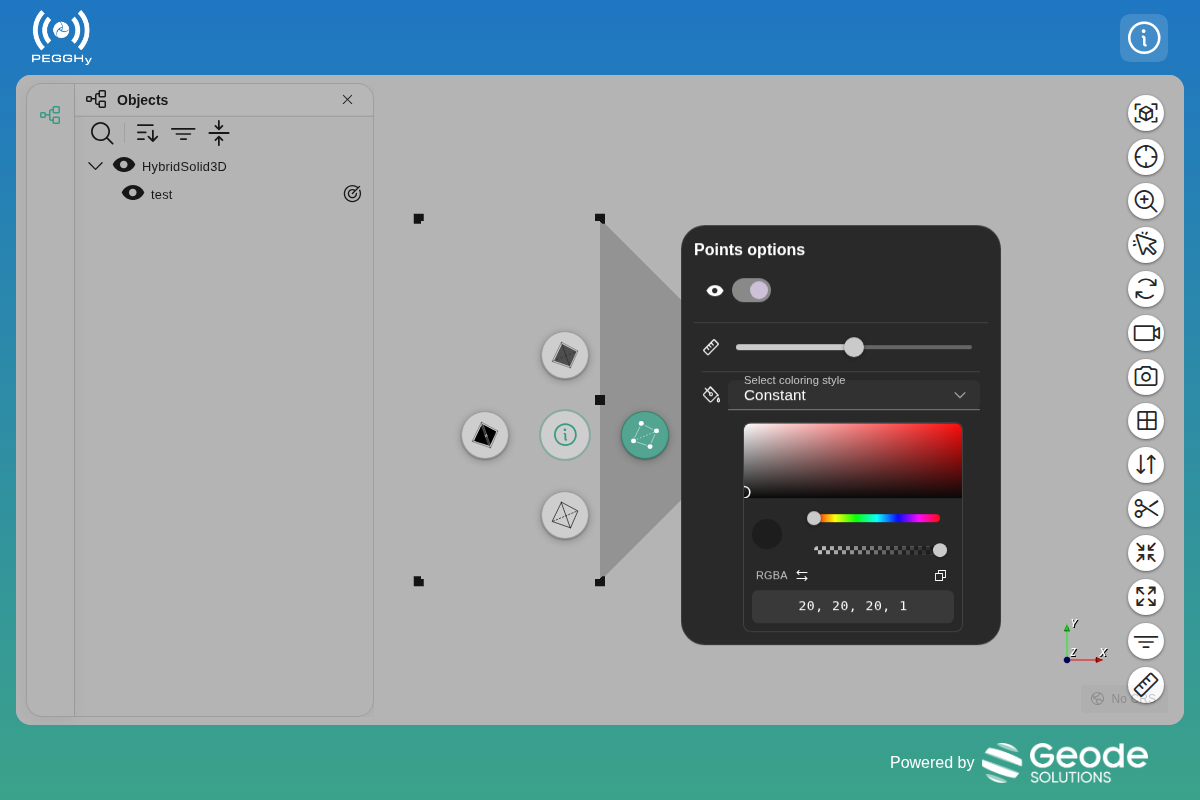 PEGGHy
Objects
HybridSolid3D
test
Points options
Select coloring style
Constant
RGBA
20, 20, 20, 1
Y
Z
X
No CRS
Powered by
Geode
SOLUTIONS